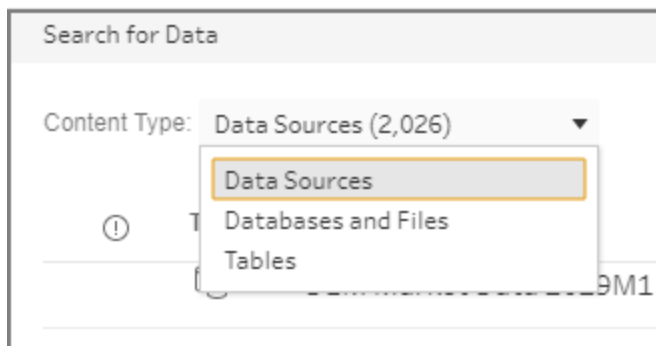 Search for Data
Content Type: Data Sources (2,026)
Data Sources
Databases and Files
Tables